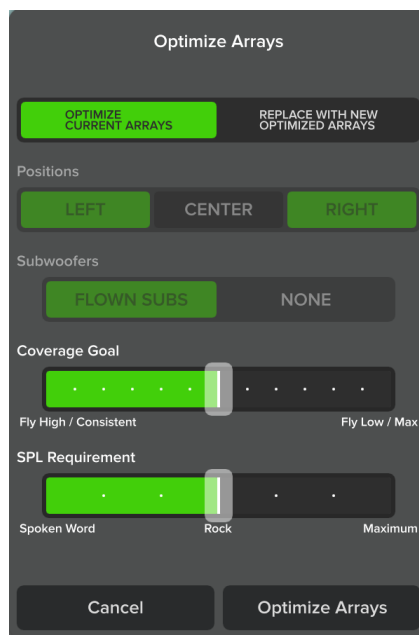 Optimize Arrays
OPTIMIZE
CURRENT ARRAYS
REPLACE WITH NEW
OPTIMIZED ARRAYS
Positions
LEFT
CENTER
RIGHT
Subwoofers
FLOWN SUBS
NONE
Coverage Goal
Fly High / Consistent
Fly Low / Max
SPL Requirement
Spoken Word
Rock
Maximum
Cancel
Optimize Arrays